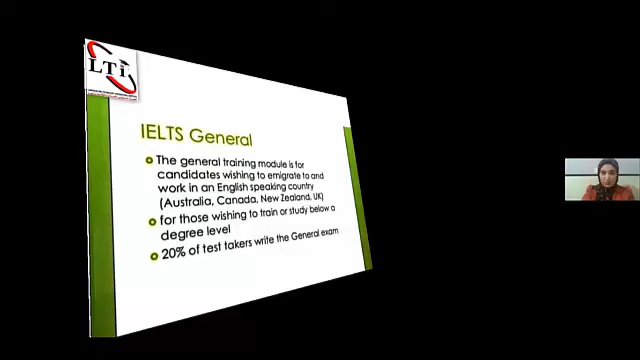 LTi
IELTS General
The general training module is for
candidates wishing to emigrate to and
work in an English speaking country
(Australia, Canada, New Zealand, UK)
for those wishing to train or study below a
degree level
20% of test takers write the General exam